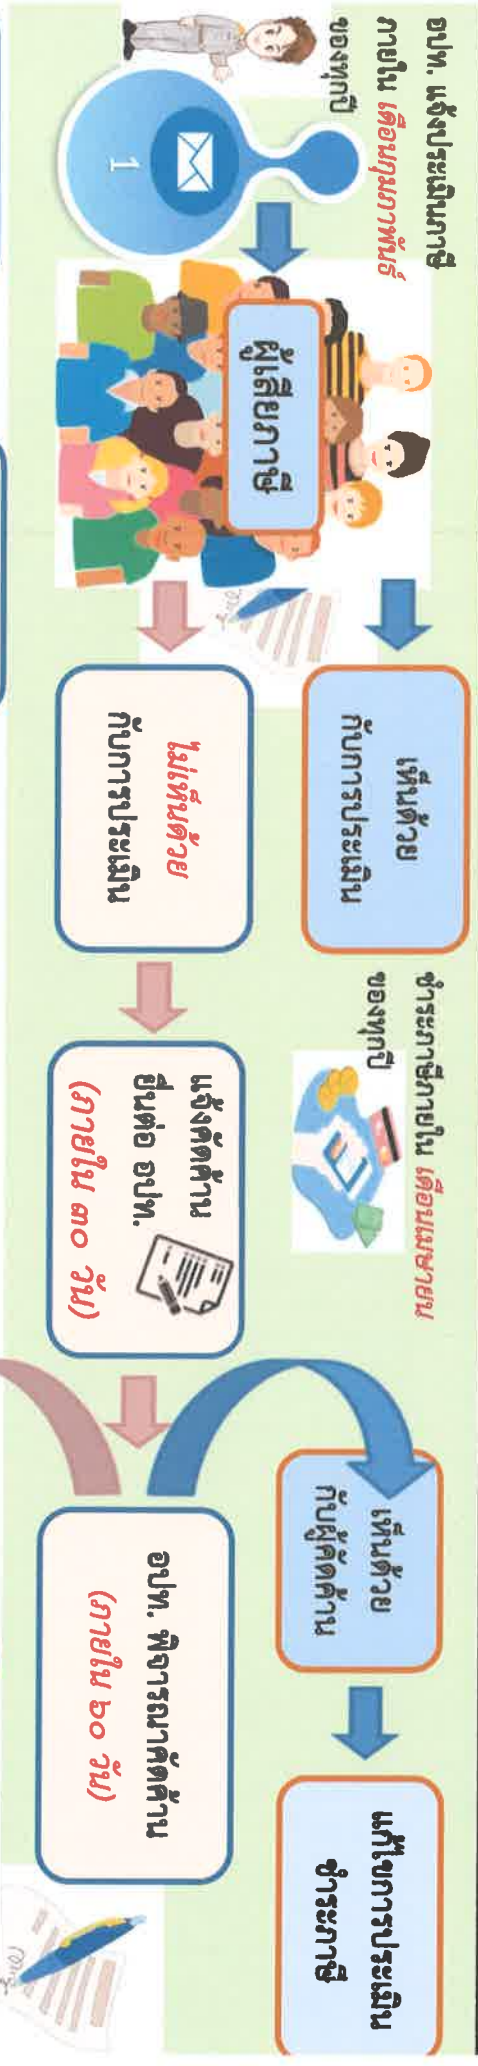 อปท. แจ้งประเมินภาษี
ภายใน เดือนกุมภาพันธ์
ของทุกปี
1
ผู้เสียภาษี
เห็นด้วย
กับการประเมิน
ชำระภาษีภายใน เดือนเมษายน
ของทุกปี
ไม่เห็นด้วย
กับการประเมิน
แจ้งคัดค้าน
ยื่นต่อ อปท.
(ภายใน ๓๐ วัน)
เห็นด้วย
กับผู้คัดค้าน
แก้ไขการประเมิน
ชำระภาษี
อปท. พิจารณาคัดค้าน
(ภายใน ๖๐ วัน)